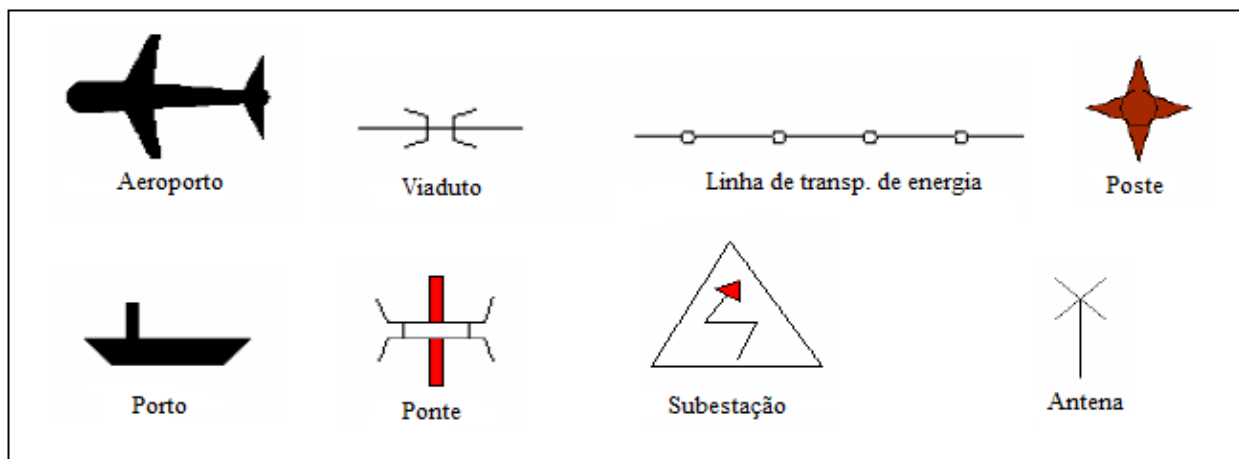 Aeroporto
Viaduto
Linha de transp. de energia
Poste
Porto
Ponte
Subestação
Antena